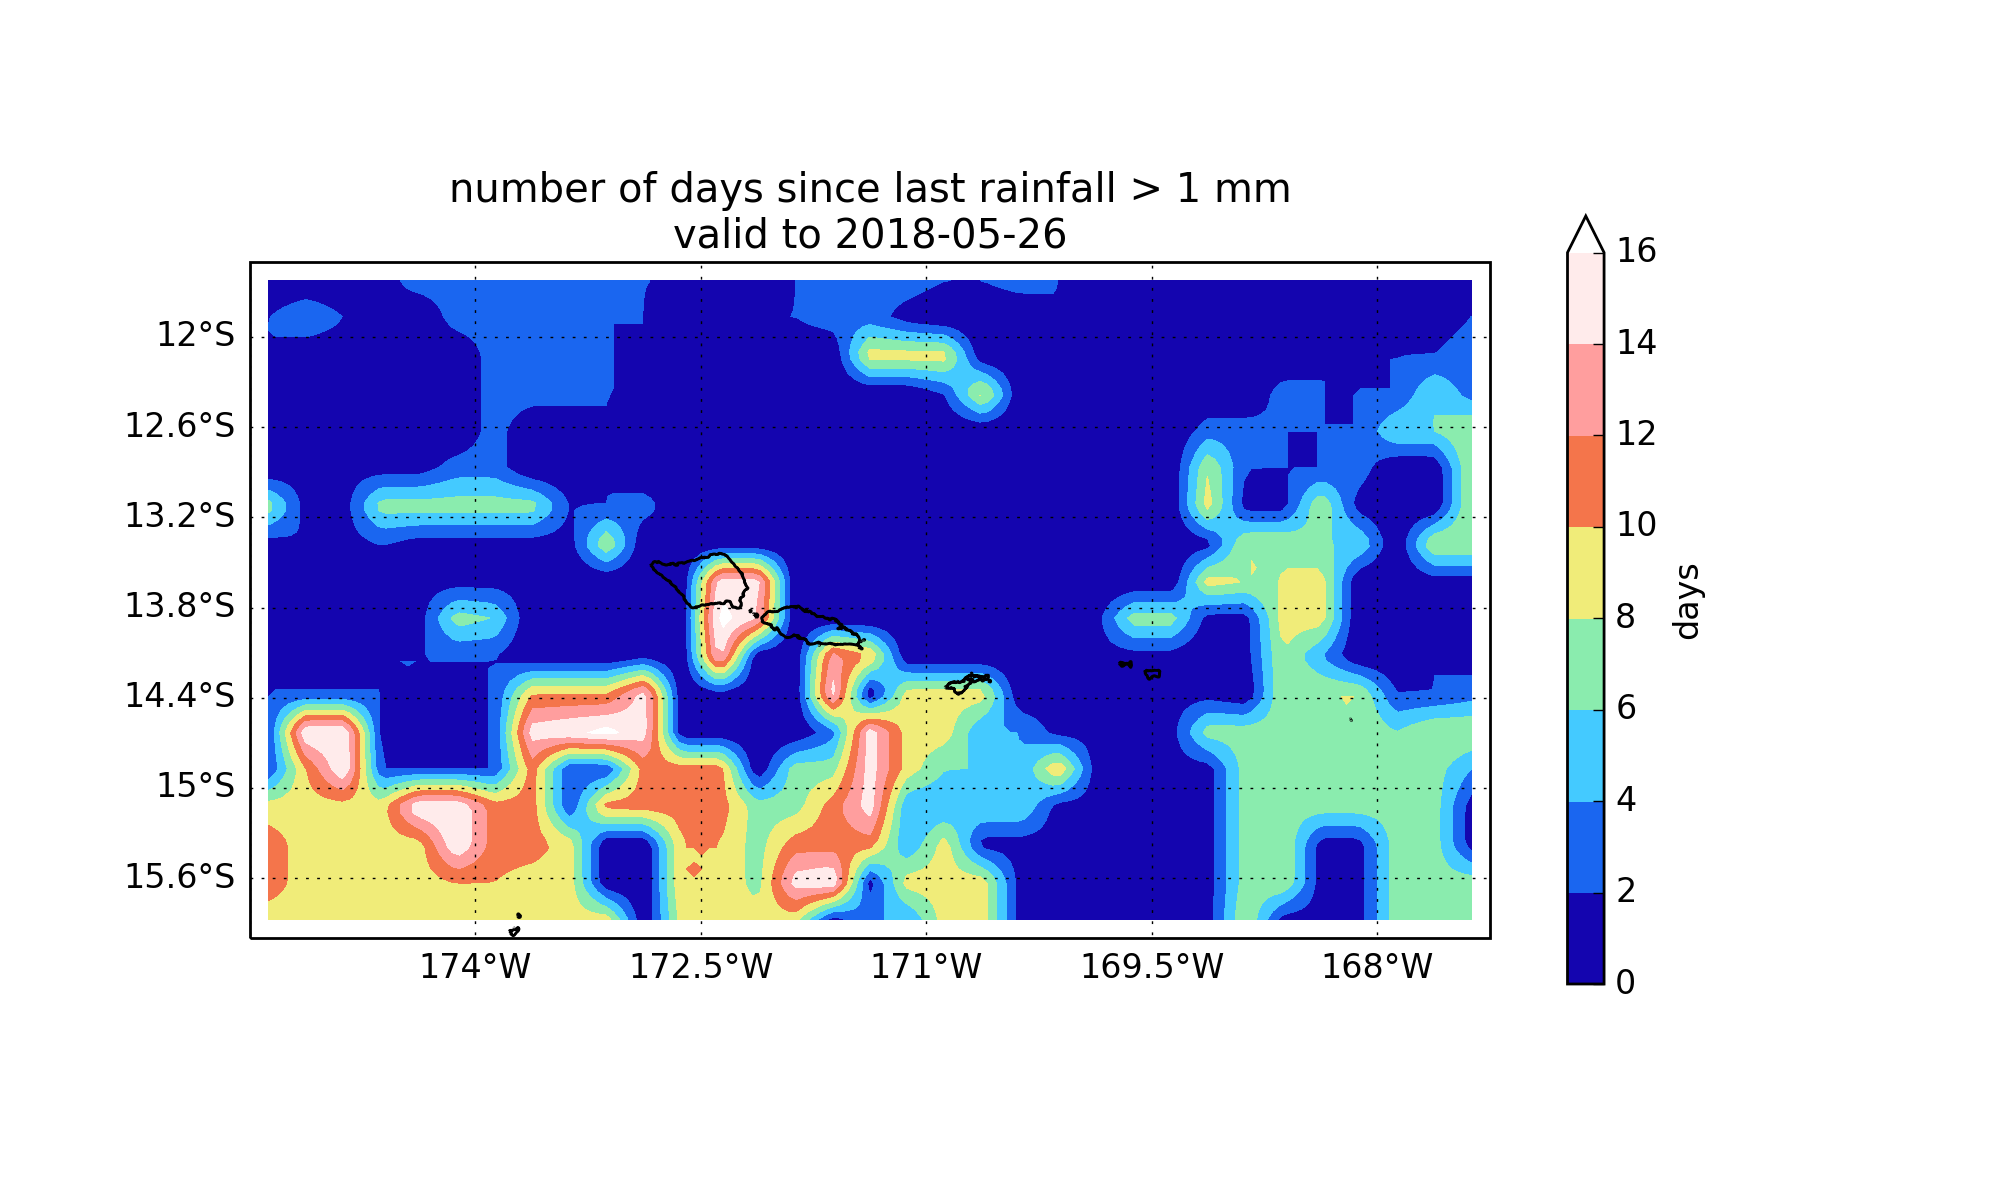 number of days since last rainfall > 1 mm
valid to 2018-05-26
12°S
12.6°S
13.2°S
13.8°S
14.4°S
15°S
15.6°S
174°W
172.5°W
171°W
169.5°W
168°W
16
14
12
10
8
6
4
2
0
days